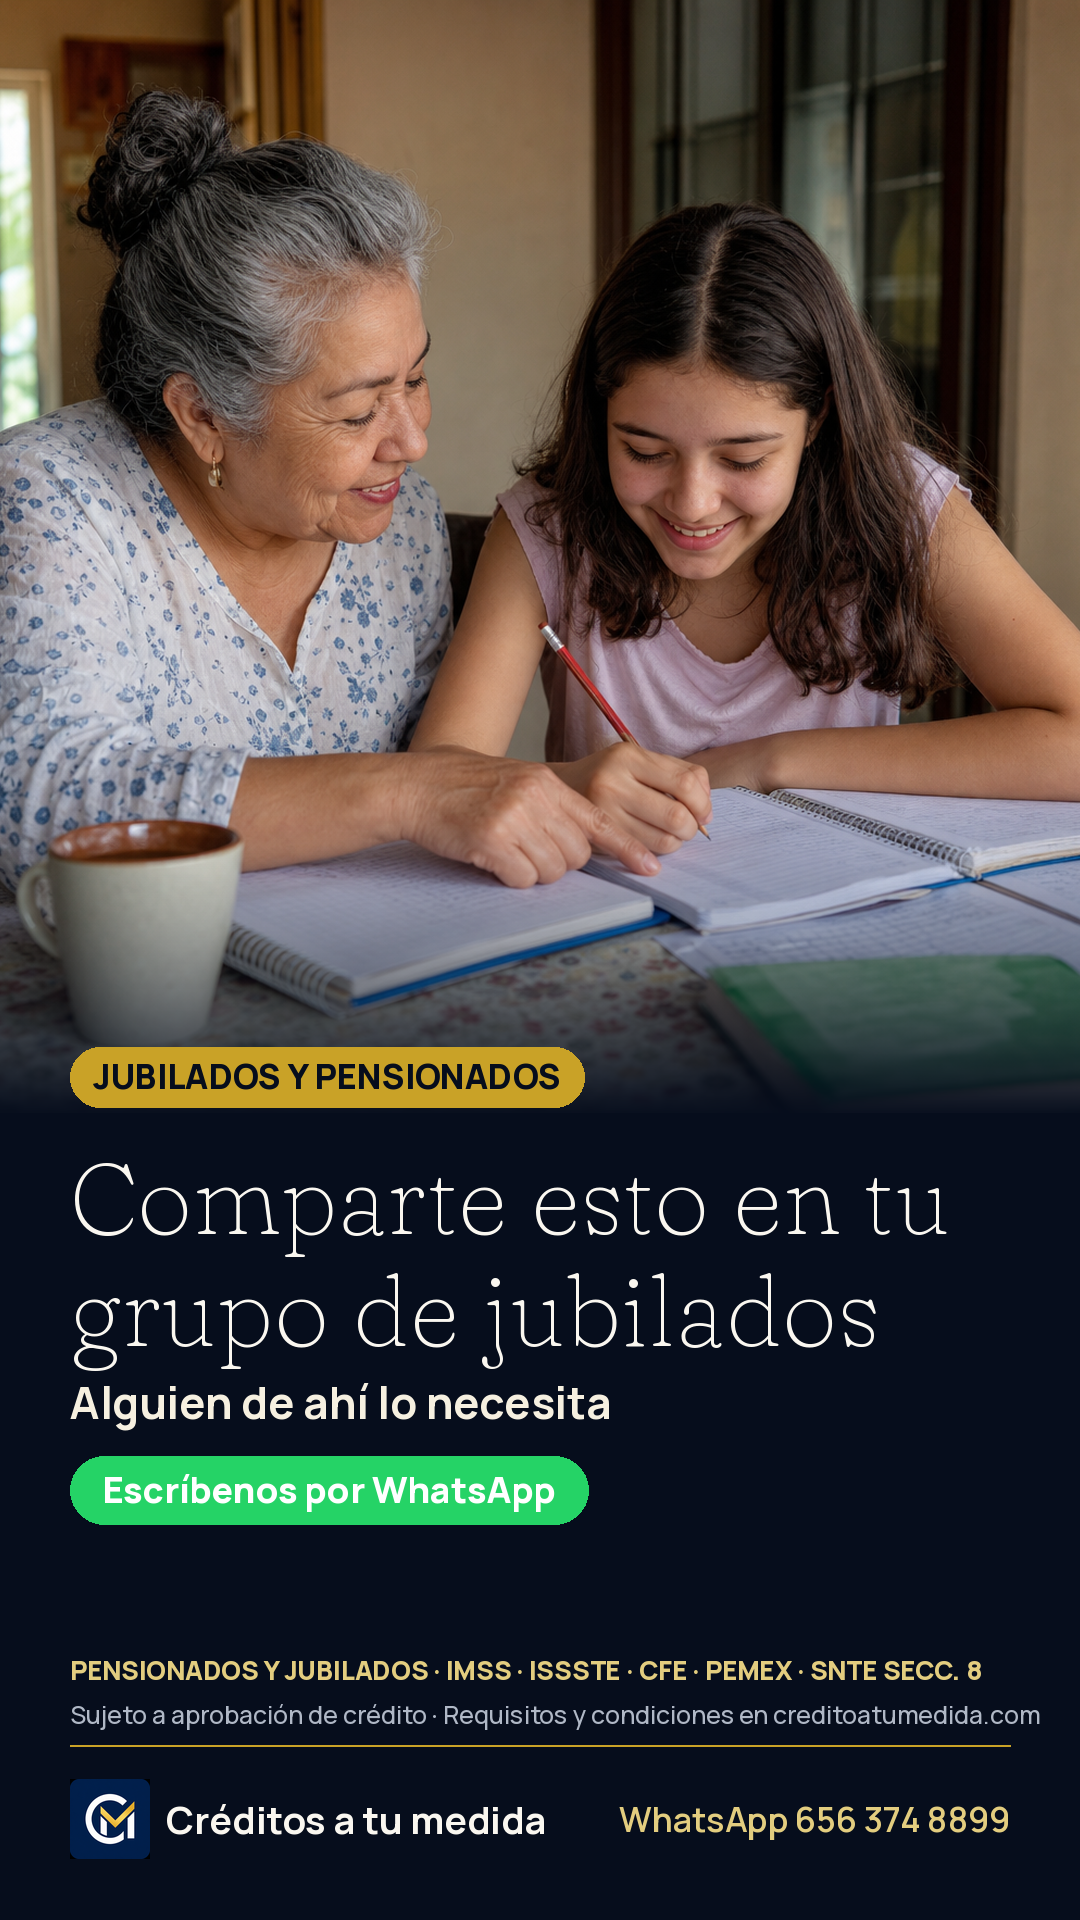 JUBILADOS Y PENSIONADOS
Comparte esto en tu
grupo de jubilados
Alguien de ahí lo necesita
Escríbenos por WhatsApp
PENSIONADOS Y JUBILADOS · IMSS · ISSSTE · CFE · PEMEX · SNTE SECC. 8
Sujeto a aprobación de crédito · Requisitos y condiciones en creditoatumedida.com
Créditos a tu medida
WhatsApp 656 374 8899